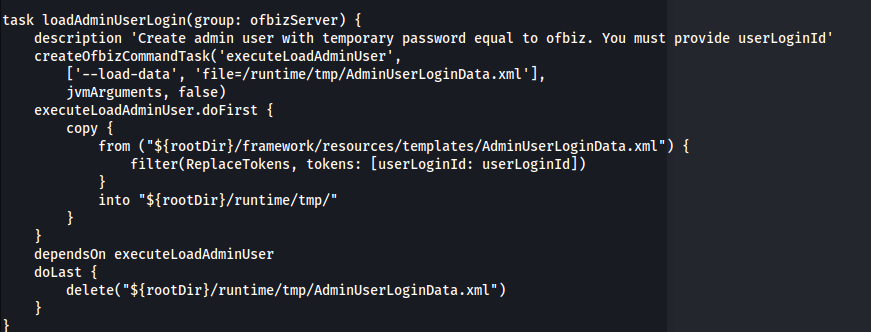 task loadAdminUserLogin(group: ofbizServer) {
    description 'Create admin user with temporary password equal to ofbiz. You must provide userLoginId'
    createOfbizCommandTask('executeLoadAdminUser',
        ['--load-data', 'file=/runtime/tmp/AdminUserLoginData.xml'],
        jvmArguments, false)
    executeLoadAdminUser.doFirst {
        copy {
            from ("${rootDir}/framework/resources/templates/AdminUserLoginData.xml") {
                filter(ReplaceTokens, tokens: [userLoginId: userLoginId])
            }
            into "${rootDir}/runtime/tmp/"
        }
    }
    dependsOn executeLoadAdminUser
    doLast {
        delete("${rootDir}/runtime/tmp/AdminUserLoginData.xml")
    }
}